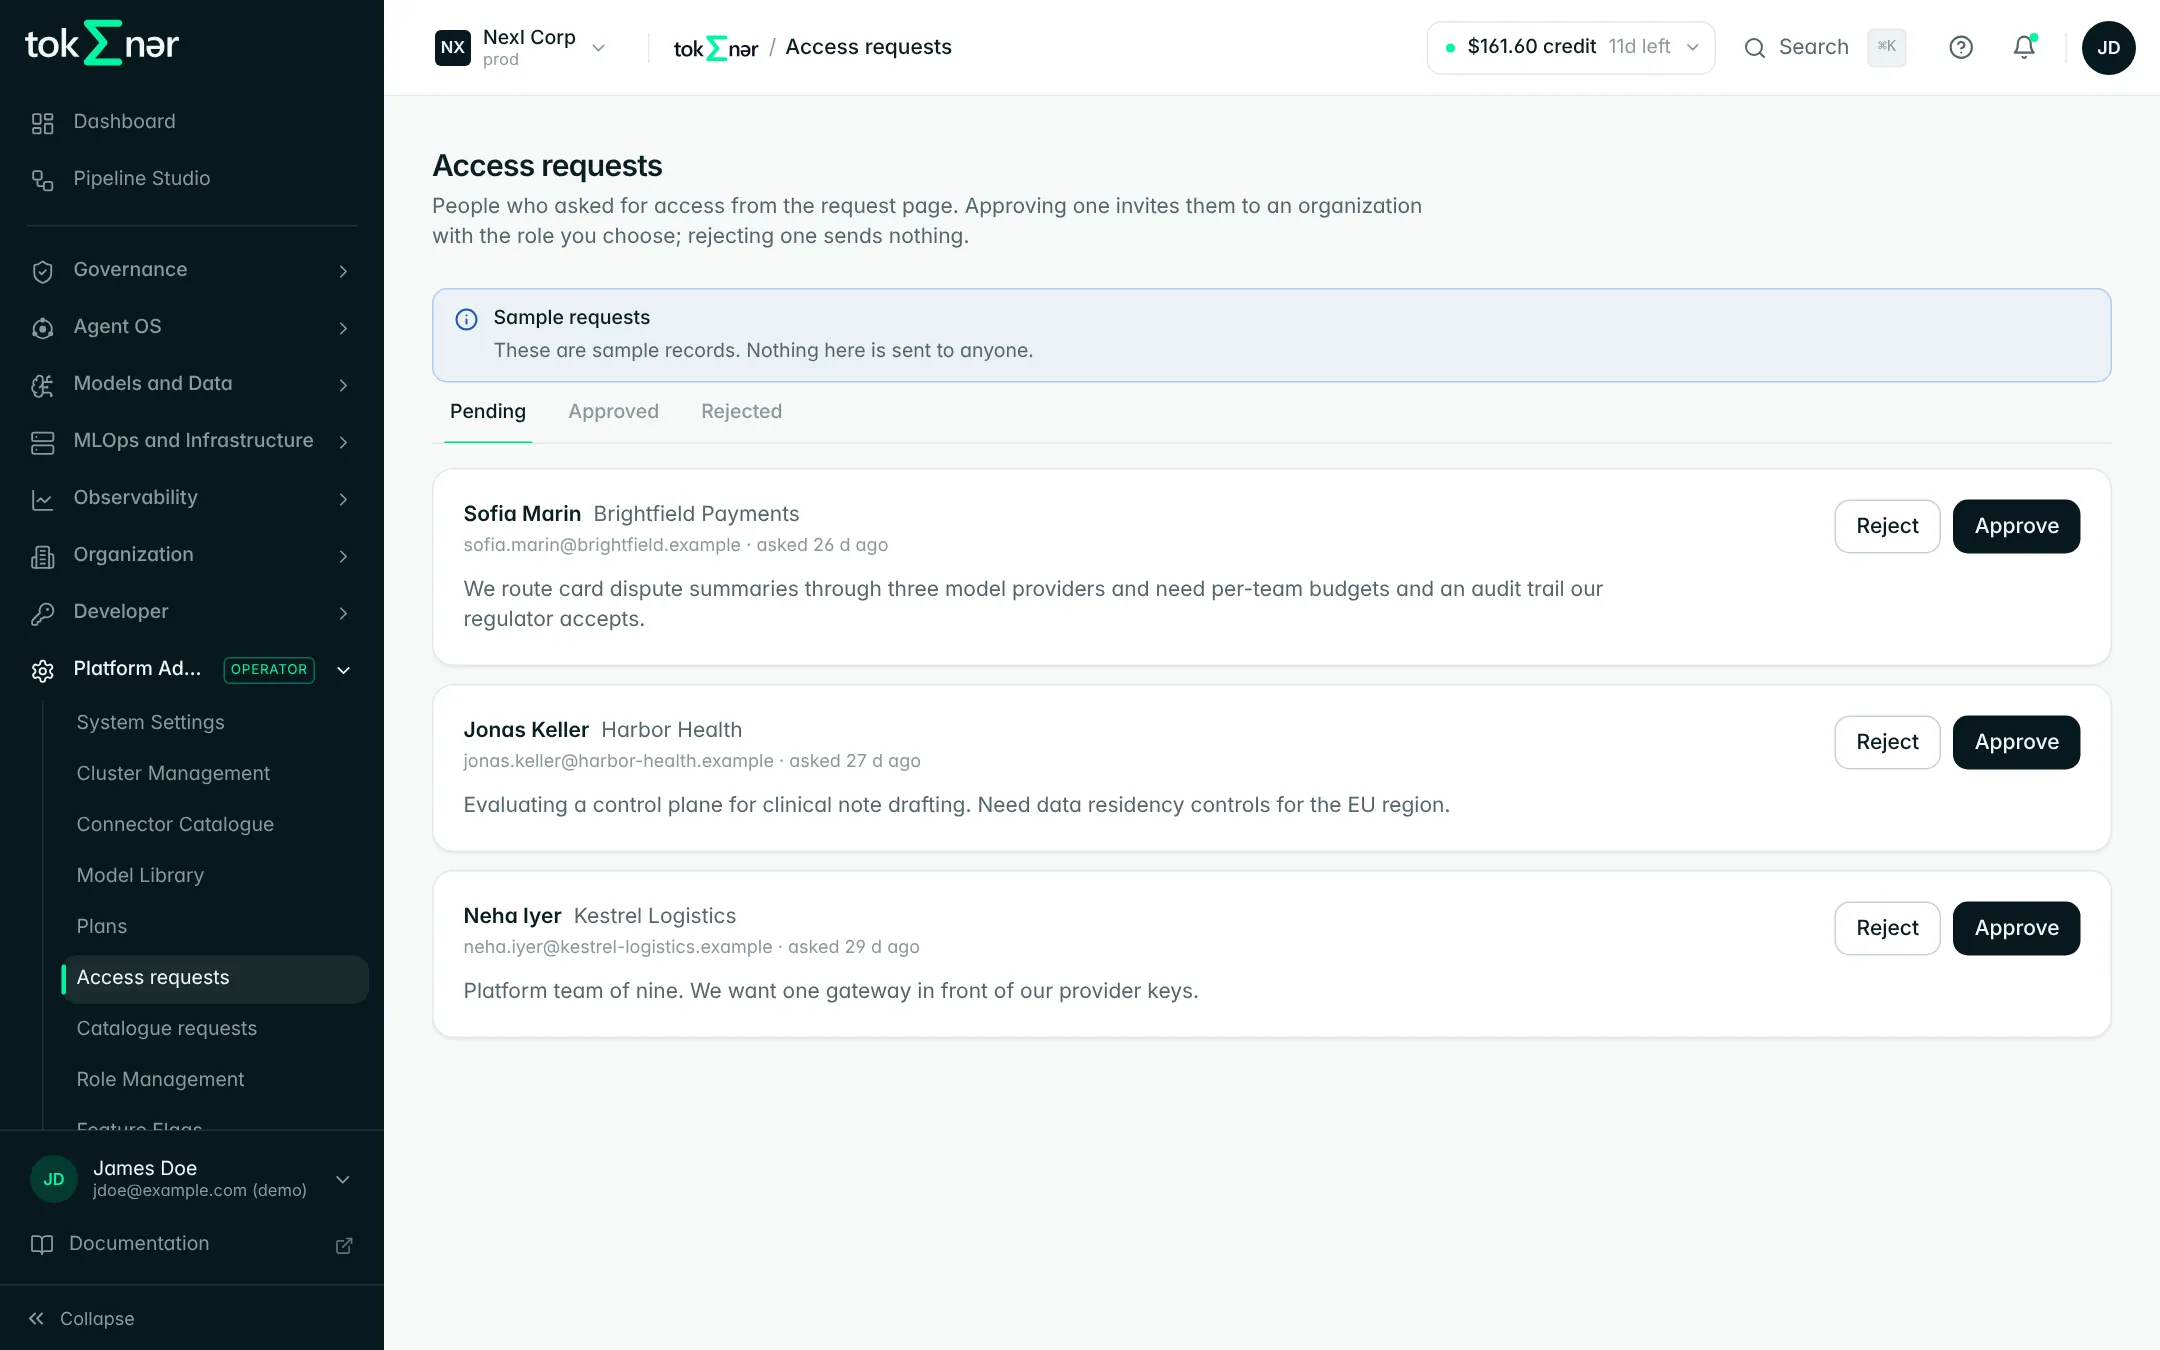 tokΣnər
Dashboard
Pipeline Studio
Governance
Agent OS
Models and Data
MLOps and Infrastructure
Observability
Organization
Developer
Platform Ad... OPERATOR
System Settings
Cluster Management
Connector Catalogue
Model Library
Plans
Access requests
Catalogue requests
Role Management
Feature Flags
JD James Doe
jdoe@example.com (demo)
Documentation
Collapse
NX Nexl Corp
prod
tokΣnər / Access requests
$161.60 credit 11d left
Search ⌘K
JD
Access requests
People who asked for access from the request page. Approving one invites them to an organization
with the role you choose; rejecting one sends nothing.
Sample requests
These are sample records. Nothing here is sent to anyone.
Pending Approved Rejected
Sofia Marin Brightfield Payments
sofia.marin@brightfield.example · asked 26 d ago
We route card dispute summaries through three model providers and need per-team budgets and an audit trail our
regulator accepts.
Reject Approve
Jonas Keller Harbor Health
jonas.keller@harbor-health.example · asked 27 d ago
Evaluating a control plane for clinical note drafting. Need data residency controls for the EU region.
Reject Approve
Neha Iyer Kestrel Logistics
neha.iyer@kestrel-logistics.example · asked 29 d ago
Platform team of nine. We want one gateway in front of our provider keys.
Reject Approve